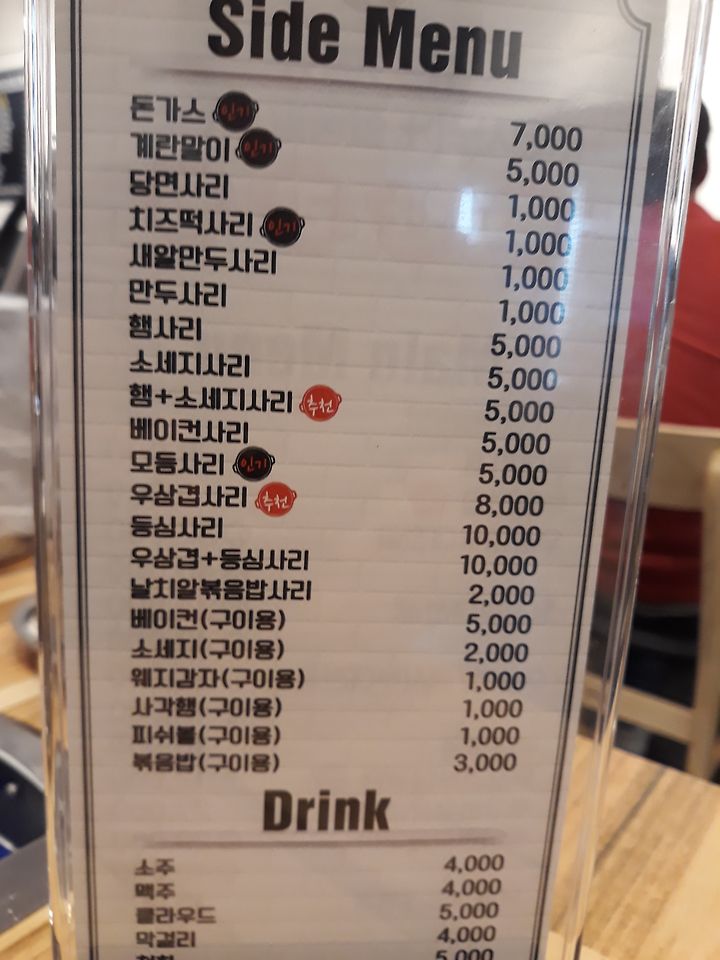 Side Menu
돈가스 인기 7,000
계란말이 인기 5,000
당면사리 1,000
치즈떡사리 인기 1,000
새알만두사리 1,000
만두사리 1,000
햄사리 5,000
소세지사리 5,000
햄+소세지사리 추천 5,000
베이컨사리 5,000
모듬사리 인기 5,000
우삼겹사리 추천 8,000
등심사리 10,000
우삼겹+등심사리 10,000
날치알볶음밥사리 2,000
베이컨(구이용) 5,000
소세지(구이용) 2,000
웨지감자(구이용) 1,000
사각햄(구이용) 1,000
피쉬볼(구이용) 1,000
볶음밥(구이용) 3,000
Drink
소주 4,000
맥주 4,000
클라우드 5,000
막걸리 4,000
5,000